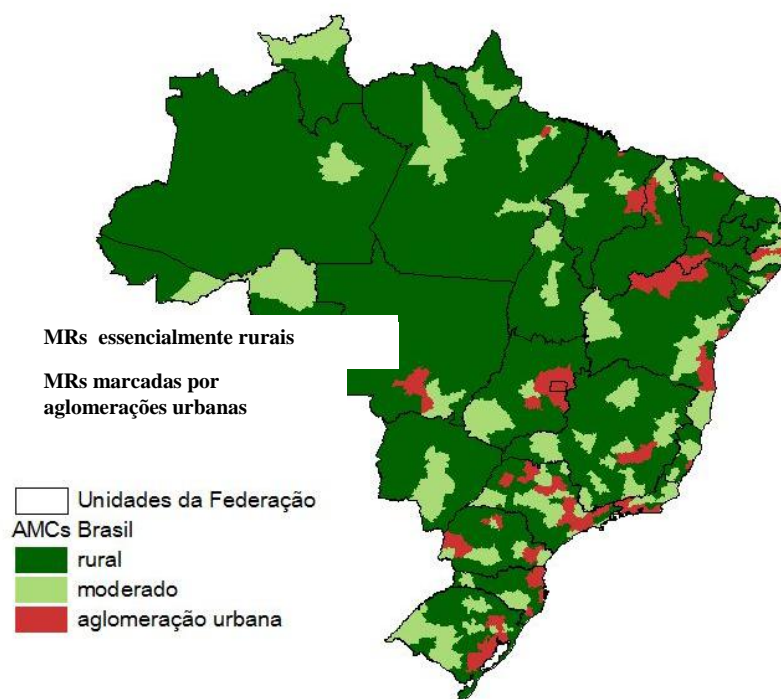 MRs essencialmente rurais
MRs marcadas por
aglomerações urbanas
Unidades da Federação
AMCs Brasil
rural
moderado
aglomeração urbana